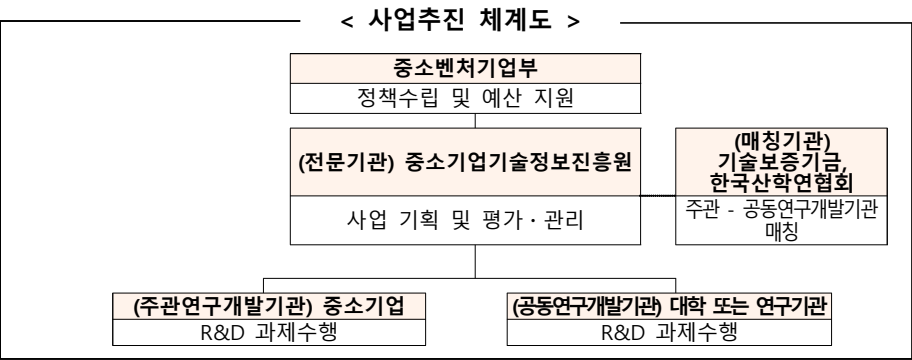 < 사업추진 체계도 >
중소벤처기업부
정책수립 및 예산 지원
(전문기관) 중소기업기술정보진흥원
사업 기획 및 평가·관리
(매칭기관)
기술보증기금,
한국산학연협회
주관 - 공동연구개발기관
매칭
(주관연구개발기관) 중소기업
R&D 과제수행
(공동연구개발기관) 대학 또는 연구기관
R&D 과제수행